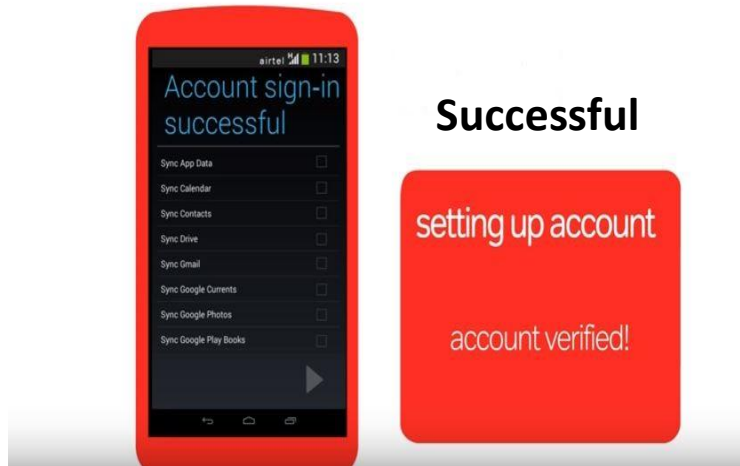 airtel H 11:13
Account sign-in
successful
Sync App Data
Sync Calendar
Sync Contacts
Sync Drive
Sync Gmail
Sync Google Currents
Sync Google Photos
Sync Google Play Books
Successful
setting up account
account verified!